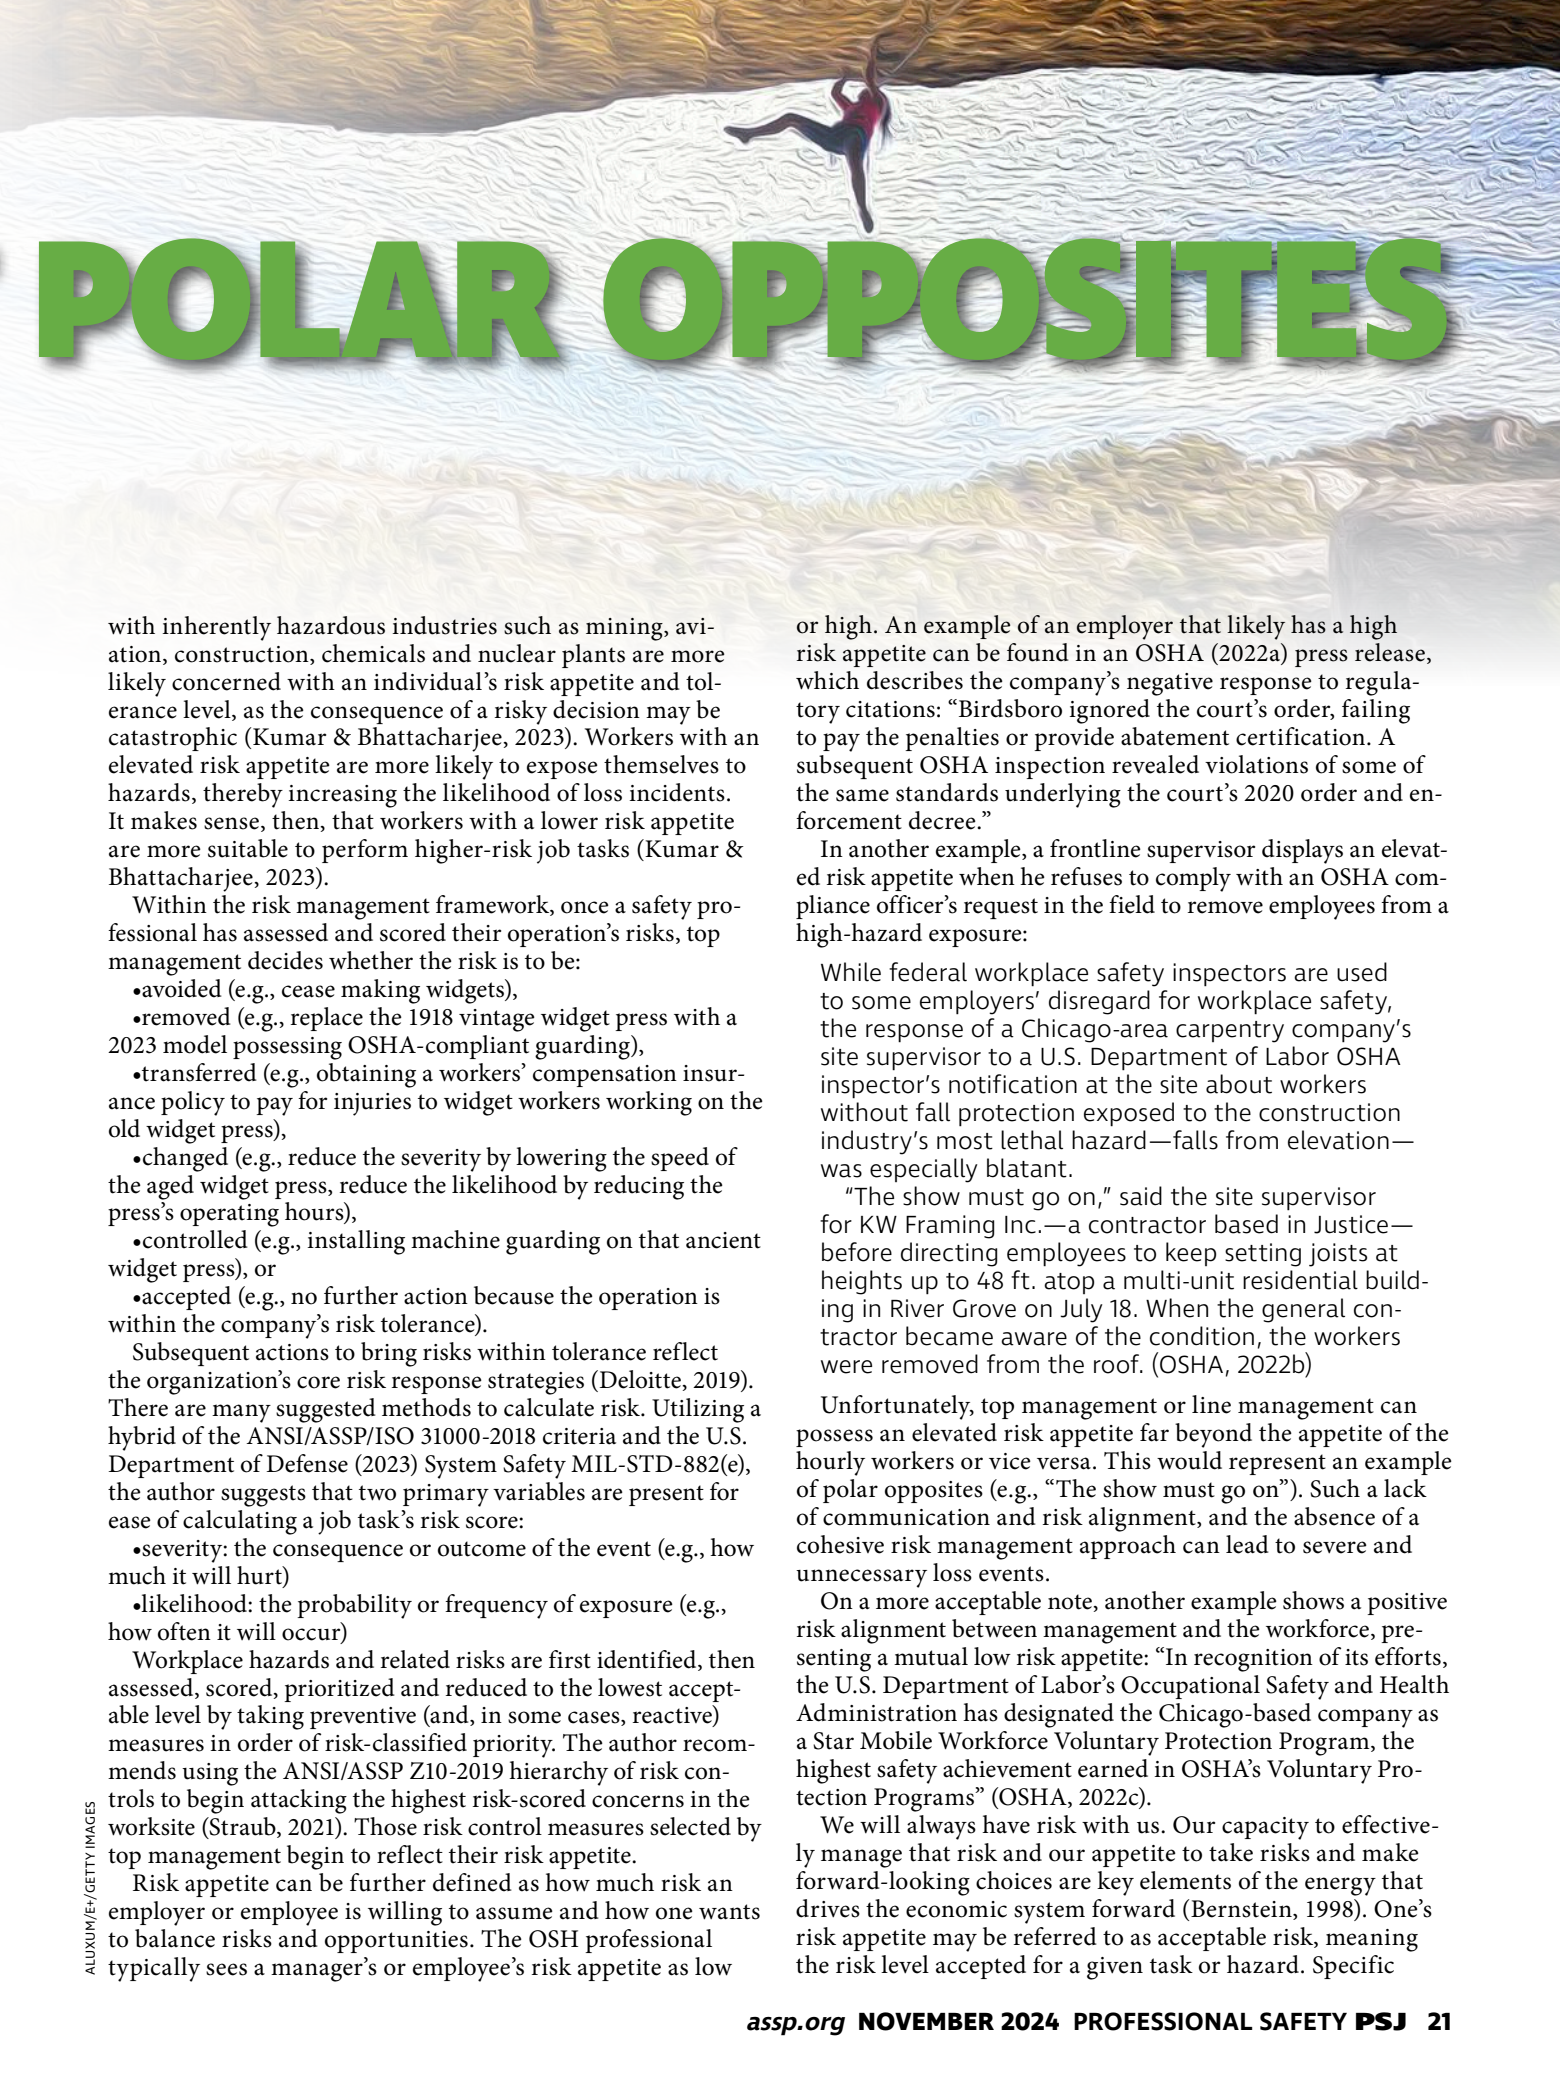 POLAR OPPOSITES
with inherently hazardous industries such as mining, avi-
ation, construction, chemicals and nuclear plants are more
likely concerned with an individual’s risk appetite and tol-
erance level, as the consequence of a risky decision may be
catastrophic (Kumar & Bhattacharjee, 2023). Workers with an
elevated risk appetite are more likely to expose themselves to
hazards, thereby increasing the likelihood of loss incidents.
It makes sense, then, that workers with a lower risk appetite
are more suitable to perform higher-risk job tasks (Kumar &
Bhattacharjee, 2023).
Within the risk management framework, once a safety pro-
fessional has assessed and scored their operation’s risks, top
management decides whether the risk is to be:
•avoided (e.g., cease making widgets),
•removed (e.g., replace the 1918 vintage widget press with a
2023 model possessing OSHA-compliant guarding),
•transferred (e.g., obtaining a workers’ compensation insur-
ance policy to pay for injuries to widget workers working on the
old widget press),
•changed (e.g., reduce the severity by lowering the speed of
the aged widget press, reduce the likelihood by reducing the
press’s operating hours),
•controlled (e.g., installing machine guarding on that ancient
widget press), or
•accepted (e.g., no further action because the operation is
within the company’s risk tolerance).
Subsequent actions to bring risks within tolerance reflect
the organization’s core risk response strategies (Deloitte, 2019).
There are many suggested methods to calculate risk. Utilizing a
hybrid of the ANSI/ASSP/ISO 31000-2018 criteria and the U.S.
Department of Defense (2023) System Safety MIL-STD-882(e),
the author suggests that two primary variables are present for
ease of calculating a job task’s risk score:
•severity: the consequence or outcome of the event (e.g., how
much it will hurt)
•likelihood: the probability or frequency of exposure (e.g.,
how often it will occur)
Workplace hazards and related risks are first identified, then
assessed, scored, prioritized and reduced to the lowest accept-
able level by taking preventive (and, in some cases, reactive)
measures in order of risk-classified priority. The author recom-
mends using the ANSI/ASSP Z10-2019 hierarchy of risk con-
trols to begin attacking the highest risk-scored concerns in the
worksite (Straub, 2021). Those risk control measures selected by
top management begin to reflect their risk appetite.
Risk appetite can be further defined as how much risk an
employer or employee is willing to assume and how one wants
to balance risks and opportunities. The OSH professional
typically sees a manager’s or employee’s risk appetite as low
or high. An example of an employer that likely has a high
risk appetite can be found in an OSHA (2022a) press release,
which describes the company’s negative response to regula-
tory citations: “Birdsboro ignored the court’s order, failing
to pay the penalties or provide abatement certification. A
subsequent OSHA inspection revealed violations of some of
the same standards underlying the court’s 2020 order and en-
forcement decree.”
In another example, a frontline supervisor displays an elevat-
ed risk appetite when he refuses to comply with an OSHA com-
pliance officer’s request in the field to remove employees from a
high-hazard exposure:
While federal workplace safety inspectors are used
to some employers’ disregard for workplace safety,
the response of a Chicago-area carpentry company’s
site supervisor to a U.S. Department of Labor OSHA
inspector’s notification at the site about workers
without fall protection exposed to the construction
industry’s most lethal hazard—falls from elevation—
was especially blatant.
“The show must go on,” said the site supervisor
for KW Framing Inc.—a contractor based in Justice—
before directing employees to keep setting joists at
heights up to 48 ft. atop a multi-unit residential build-
ing in River Grove on July 18. When the general con-
tractor became aware of the condition, the workers
were removed from the roof. (OSHA, 2022b)
Unfortunately, top management or line management can
possess an elevated risk appetite far beyond the appetite of the
hourly workers or vice versa. This would represent an example
of polar opposites (e.g., “The show must go on”). Such a lack
of communication and risk alignment, and the absence of a
cohesive risk management approach can lead to severe and
unnecessary loss events.
On a more acceptable note, another example shows a positive
risk alignment between management and the workforce, pre-
senting a mutual low risk appetite: “In recognition of its efforts,
the U.S. Department of Labor’s Occupational Safety and Health
Administration has designated the Chicago-based company as
a Star Mobile Workforce Voluntary Protection Program, the
highest safety achievement earned in OSHA’s Voluntary Pro-
tection Programs” (OSHA, 2022c).
We will always have risk with us. Our capacity to effective-
ly manage that risk and our appetite to take risks and make
forward-looking choices are key elements of the energy that
drives the economic system forward (Bernstein, 1998). One’s
risk appetite may be referred to as acceptable risk, meaning
the risk level accepted for a given task or hazard. Specific
ALUXUM/E+/GETTY IMAGES
assp.org NOVEMBER 2024 PROFESSIONAL SAFETY PSJ 21